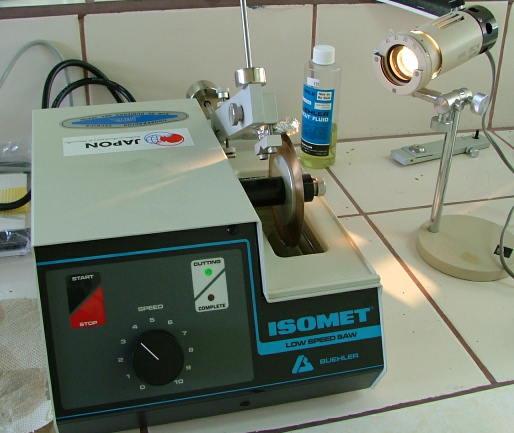 JAPON
START
STOP
CUTTING
COMPLETE
SPEED
0
1
2
3
4
5
6
7
8
9
10
ISOMET
LOW SPEED SAW
BUEHLER
FLUID